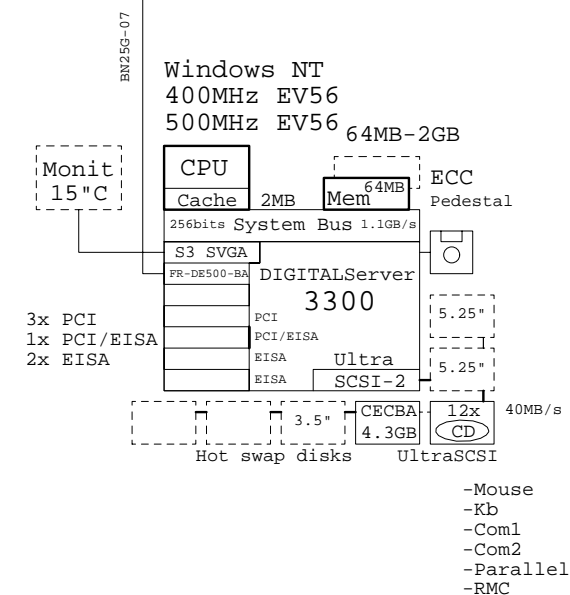 BN25G-07
Windows NT
400MHz EV56
500MHz EV56
64MB-2GB
Monit
15"C
CPU
Cache
2MB
64MB
Mem
ECC
Pedestal
256bits System Bus 1.1GB/s
S3 SVGA
FR-DE500-BA
DIGITALServer
3300
3x PCI
1x PCI/EISA
2x EISA
PCI
PCI/EISA
EISA
EISA
Ultra
SCSI-2
5.25"
5.25"
3.5"
CECBA
4.3GB
12x
CD
40MB/s
Hot swap disks
UltraSCSI
-Mouse
-Kb
-Com1
-Com2
-Parallel
-RMC